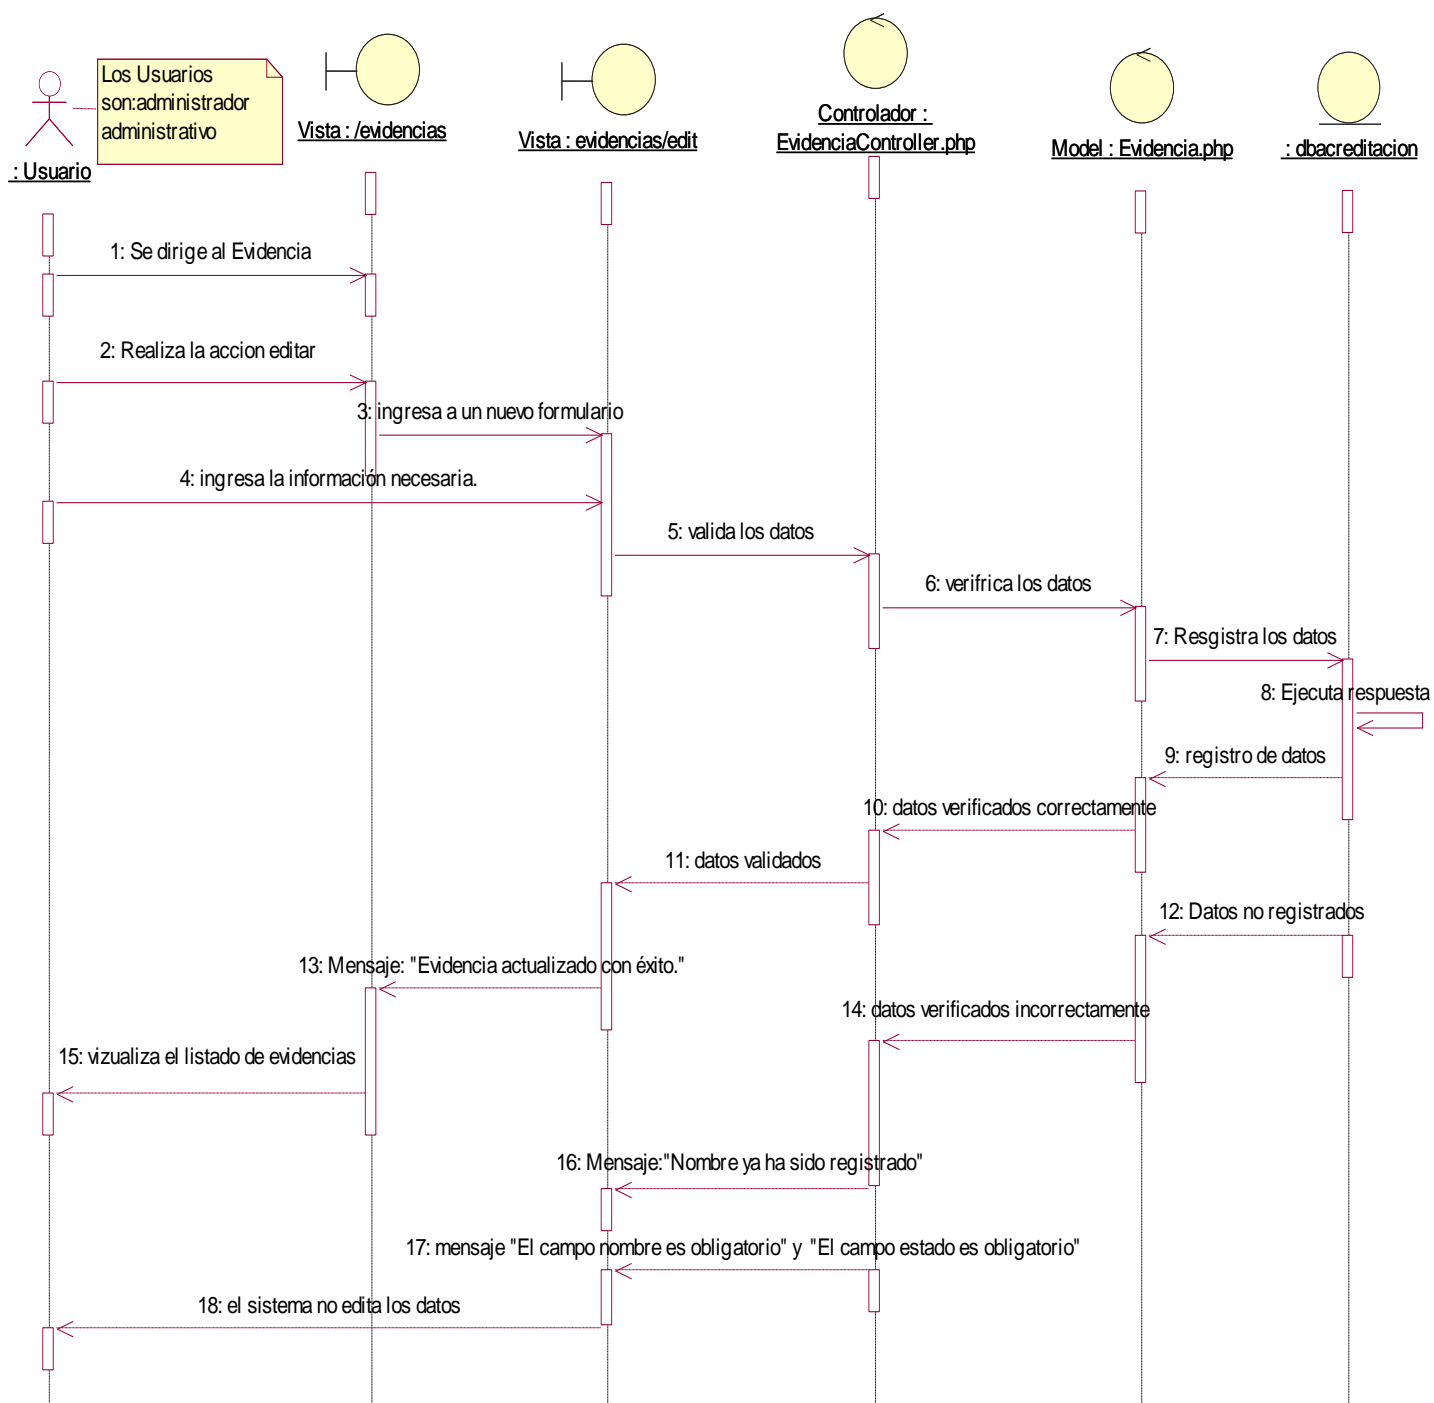 Los Usuarios
son:administrador
administrativo
: Usuario
Vista : /evidencias
Vista : evidencias/edit
Controlador :
EvidenciaController.php
Model : Evidencia.php
: dbacreditacion
1: Se dirige al Evidencia
2: Realiza la accion editar
3: ingresa a un nuevo formulario
4: ingresa la información necesaria.
5: valida los datos
6: verifrica los datos
7: Resgistra los datos
8: Ejecuta respuesta
9: registro de datos
10: datos verificados correctamente
11: datos validados
12: Datos no registrados
13: Mensaje: "Evidencia actualizado con éxito."
14: datos verificados incorrectamente
15: vizualiza el listado de evidencias
16: Mensaje:"Nombre ya ha sido registrado"
17: mensaje "El campo nombre es obligatorio" y "El campo estado es obligatorio"
18: el sistema no edita los datos